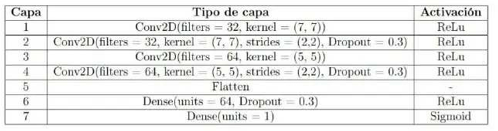 Capa Tipo de capa Activación
1 Conv2D(filters = 32, kernel = (7, 7)) ReLu
2 Conv2D(filters = 32, kernel = (7, 7), strides = (2,2), Dropout = 0.3) ReLu
3 Conv2D(filters = 64, kernel = (5, 5)) ReLu
4 Conv2D(filters = 64, kernel = (5, 5), strides = (2,2), Dropout = 0.3) ReLu
5 Flatten -
6 Dense(units = 64, Dropout = 0.3) ReLu
7 Dense(units = 1) Sigmoid